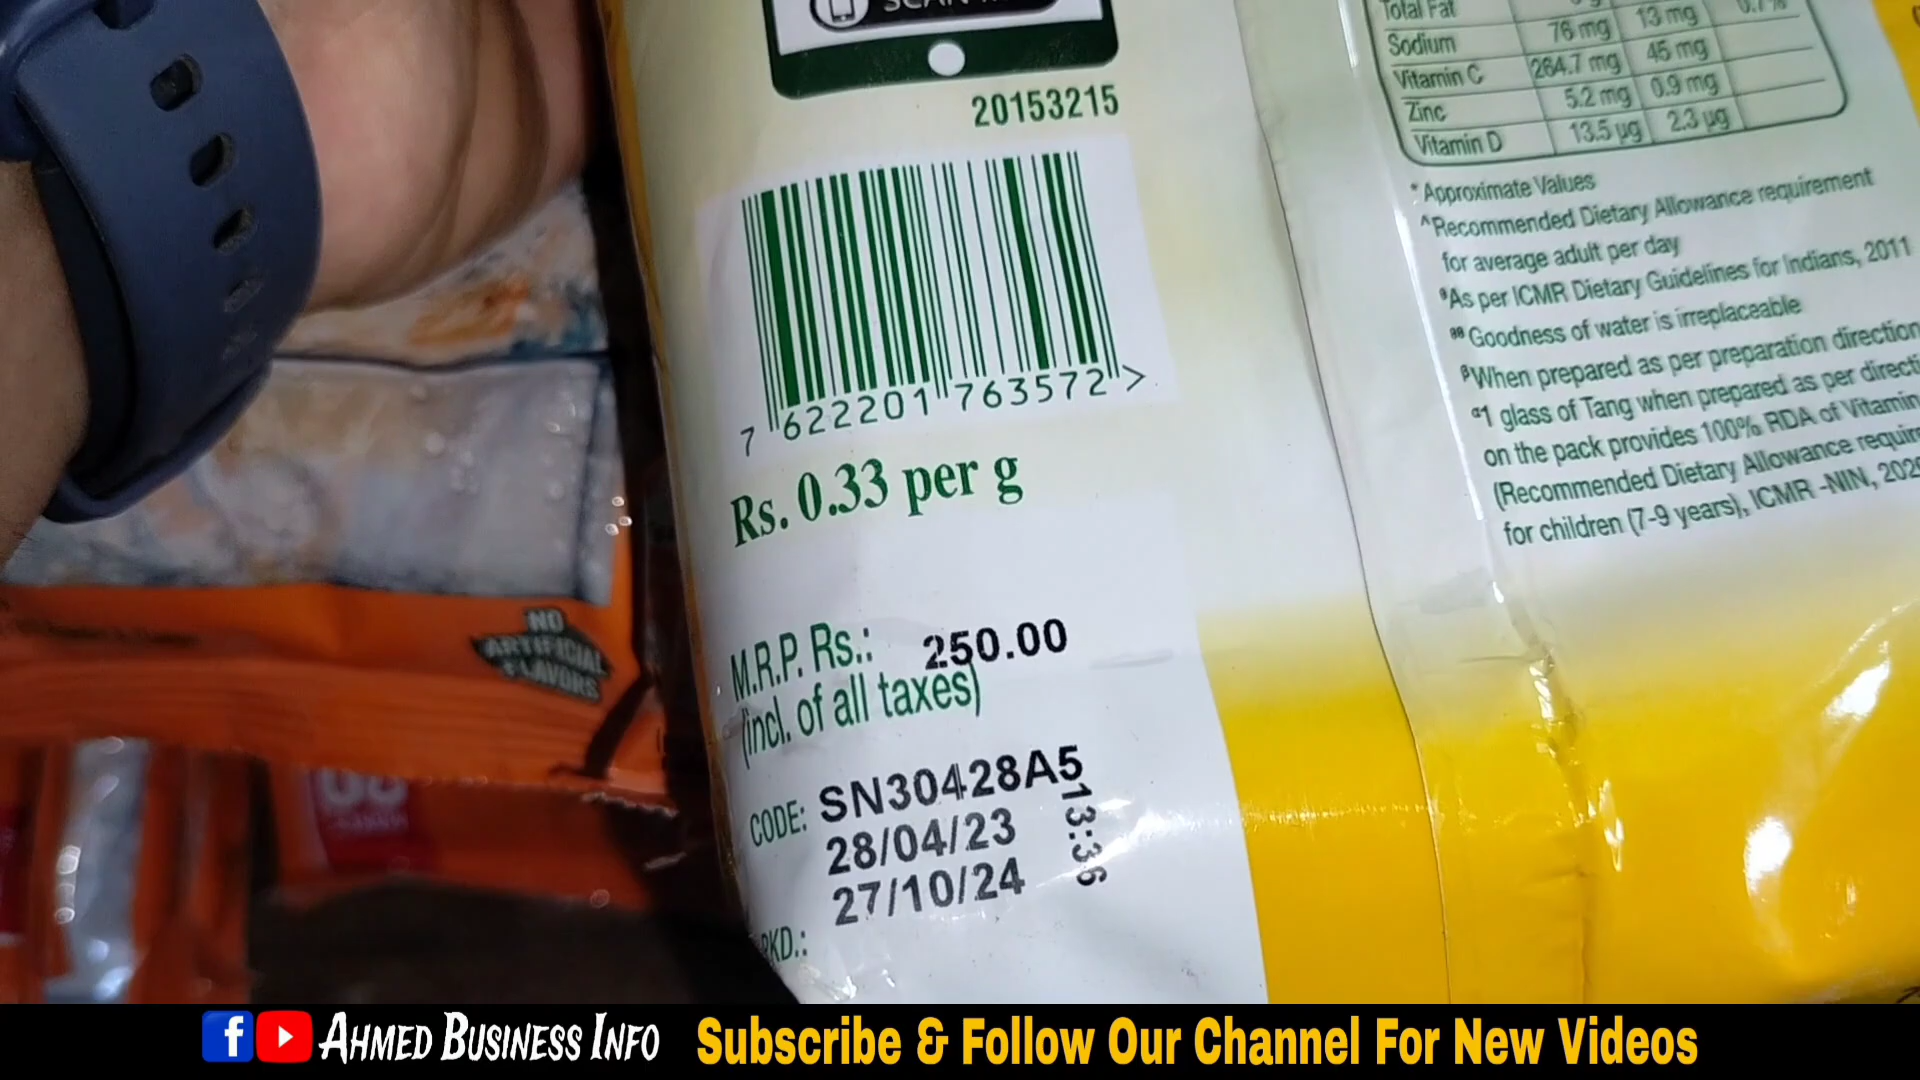 20153215
7 622201 763572 >
Rs. 0.33 per g
M.R.P. Rs.: 250.00
(incl. of all taxes)
CODE: SN30428A5
13:36
28/04/23
27/10/24
PKD.:
Total Fat
Sodium 76 mg 13 mg
Vitamin C 264.7 mg 45 mg
Zinc 5.2 mg 0.9 mg
Vitamin D 13.5 µg 2.3 µg
*Approximate Values
^Recommended Dietary Allowance requirement
for average adult per day
#As per ICMR Dietary Guidelines for Indians, 2011
Goodness of water is irreplaceable
βWhen prepared as per preparation direction
1 glass of Tang when prepared as per directi
on the pack provides 100% RDA of Vitamin
(Recommended Dietary Allowance require
for children (7-9 years), ICMR -NIN, 2020
NO
ARTIFICIAL
FLAVORS
AHMED BUSINESS INFO Subscribe & Follow Our Channel For New Videos